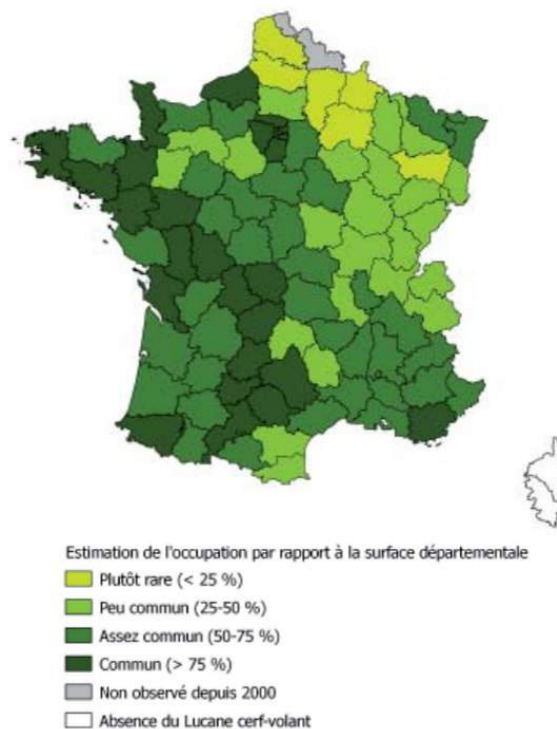 Estimation de l'occupation par rapport à la surface départementale
Plutôt rare (< 25 %)
Peu commun (25-50 %)
Assez commun (50-75 %)
Commun (> 75 %)
Non observé depuis 2000
Absence du Lucane cerf-volant